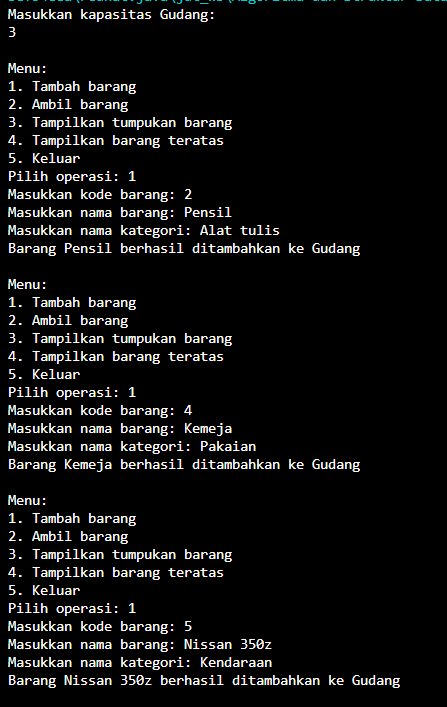 Masukkan kapasitas Gudang:
3
Menu:
1. Tambah barang
2. Ambil barang
3. Tampilkan tumpukan barang
4. Tampilkan barang teratas
5. Keluar
Pilih operasi: 1
Masukkan kode barang: 2
Masukkan nama barang: Pensil
Masukkan nama kategori: Alat tulis
Barang Pensil berhasil ditambahkan ke Gudang
Menu:
1. Tambah barang
2. Ambil barang
3. Tampilkan tumpukan barang
4. Tampilkan barang teratas
5. Keluar
Pilih operasi: 1
Masukkan kode barang: 4
Masukkan nama barang: Kemeja
Masukkan nama kategori: Pakaian
Barang Kemeja berhasil ditambahkan ke Gudang
Menu:
1. Tambah barang
2. Ambil barang
3. Tampilkan tumpukan barang
4. Tampilkan barang teratas
5. Keluar
Pilih operasi: 1
Masukkan kode barang: 5
Masukkan nama barang: Nissan 350z
Masukkan nama kategori: Kendaraan
Barang Nissan 350z berhasil ditambahkan ke Gudang